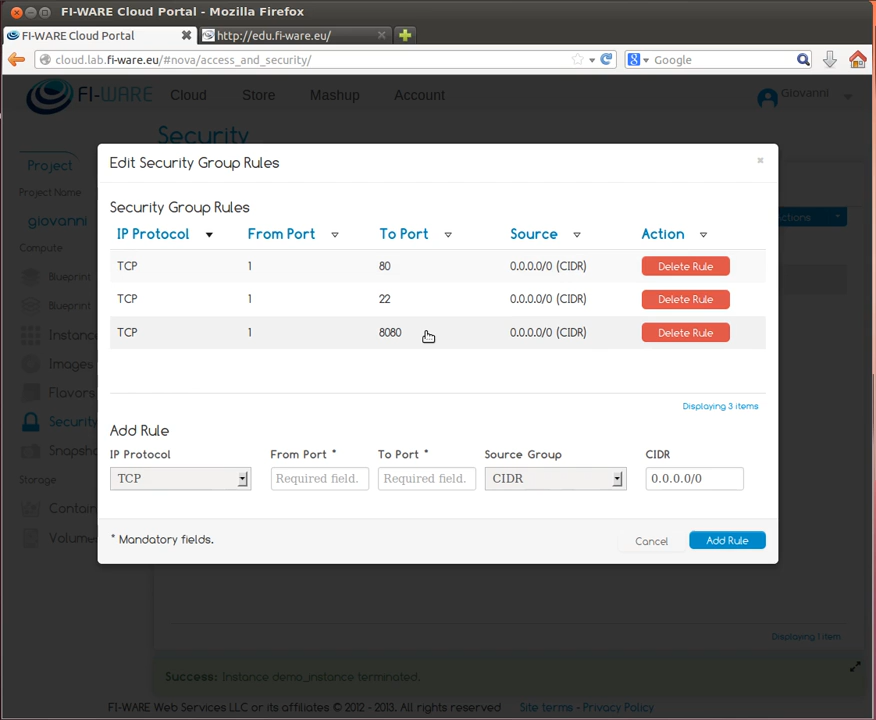 FI-WARE Cloud Portal - Mozilla Firefox
FI-WARE Cloud Portal
http://edu.fi-ware.eu/
cloud.lab.fi-ware.eu/#nova/access_and_security/
Google
FI-WARE Cloud Store Mashup Account Giovanni
Security
Project
Project Name
giovanni
Compute
Blueprint
Blueprint
Instanc
Images
Flavors
Security
Snapsh
Storage
Contain
Volume
Edit Security Group Rules
Security Group Rules
IP Protocol From Port To Port Source Action
TCP 1 80 0.0.0.0/0 (CIDR) Delete Rule
TCP 1 22 0.0.0.0/0 (CIDR) Delete Rule
TCP 1 8080 0.0.0.0/0 (CIDR) Delete Rule
Displaying 3 items
Add Rule
IP Protocol From Port * To Port * Source Group CIDR
TCP Required field. Required field. CIDR 0.0.0.0/0
* Mandatory fields.
Cancel Add Rule
ctions
Displaying 1 item
Success: Instance demo_instance terminated.
FI-WARE Web Services LLC or its affiliates © 2012 - 2013. All rights reserved Site terms - Privacy Policy